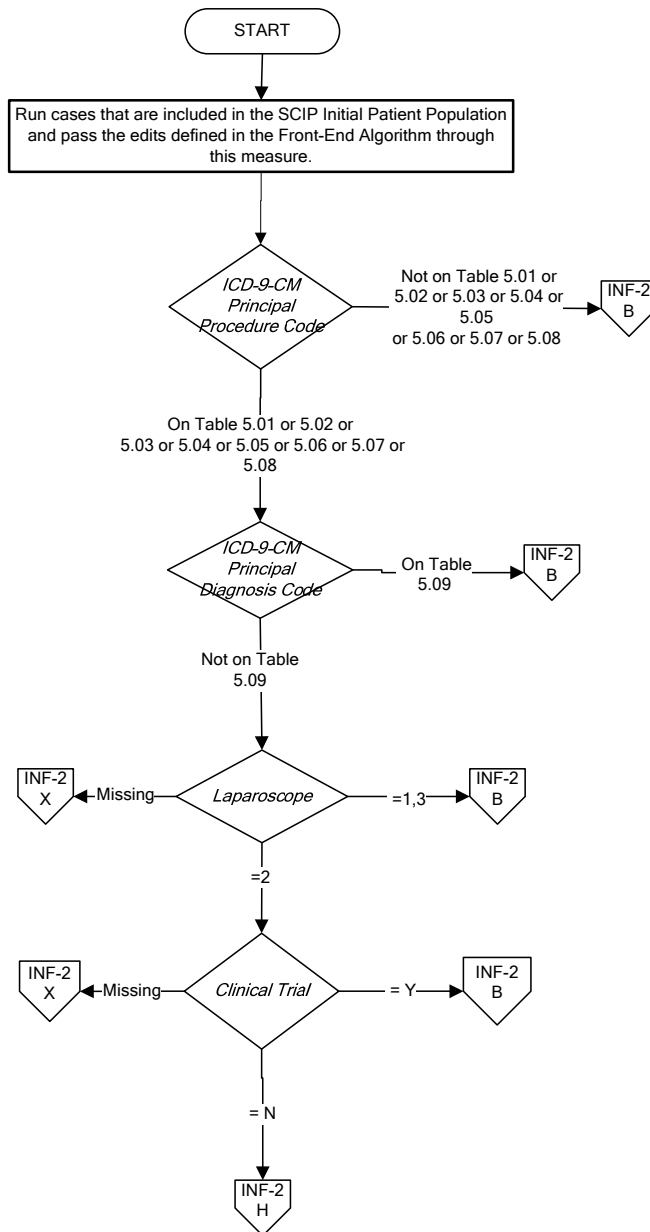 START
Run cases that are included in the SCIP Initial Patient Population
and pass the edits defined in the Front-End Algorithm through
this measure.
ICD-9-CM
Principal
Procedure Code
Not on Table 5.01 or
5.02 or 5.03 or 5.04 or
5.05
or 5.06 or 5.07 or 5.08
INF-2
B
On Table 5.01 or 5.02 or
5.03 or 5.04 or 5.05 or 5.06 or 5.07 or
5.08
ICD-9-CM
Principal
Diagnosis Code
On Table
5.09
INF-2
B
Not on Table
5.09
INF-2
X
Missing
Laparoscope
=1,3
INF-2
B
=2
INF-2
X
Missing
Clinical Trial
= Y
INF-2
B
= N
INF-2
H